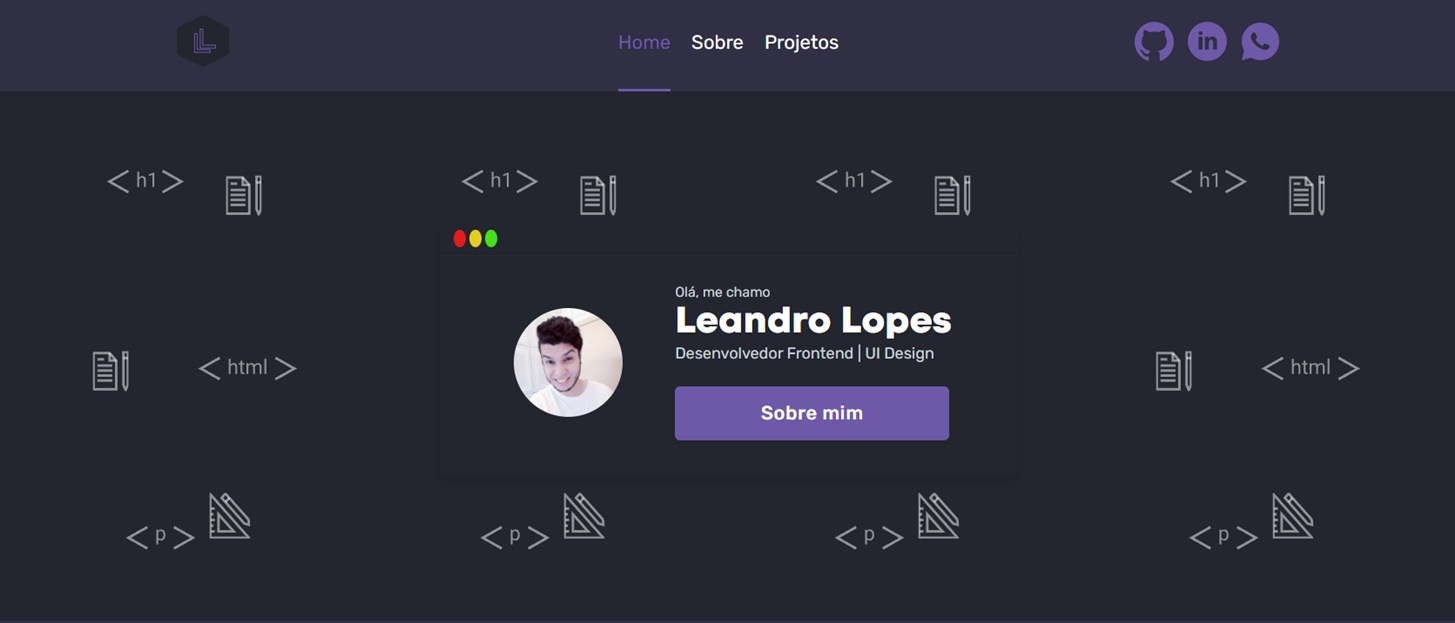 L
Home Sobre Projetos
in
< h1 > < h1 > < h1 > < h1 >
Olá, me chamo
Leandro Lopes
Desenvolvedor Frontend | UI Design
< html > < html >
Sobre mim
< p > < p > < p > < p >